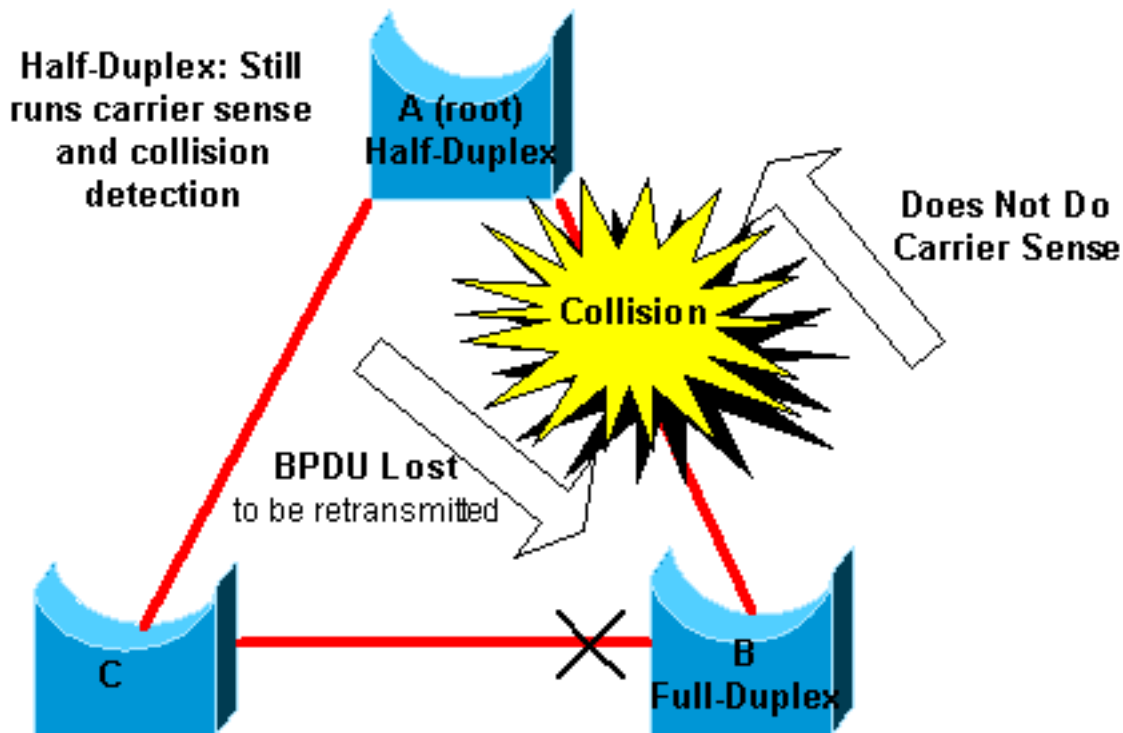 Half-Duplex: Still
runs carrier sense
and collision
detection
A (root)
Half-Duplex
Does Not Do
Carrier Sense
Collision
BPDU Lost
to be retransmitted
C
B
Full-Duplex